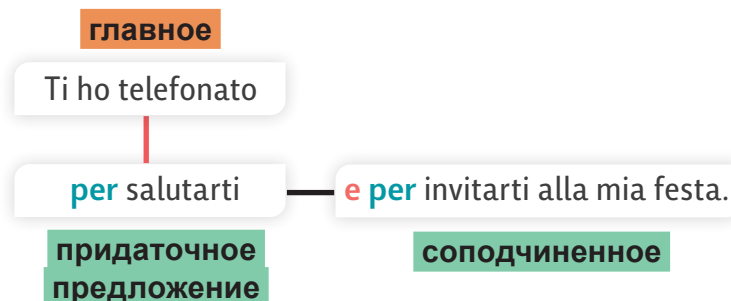 главное
Ti ho telefonato
per salutarti
e per invitarti alla mia festa.
придаточное
предложение
соподчиненное